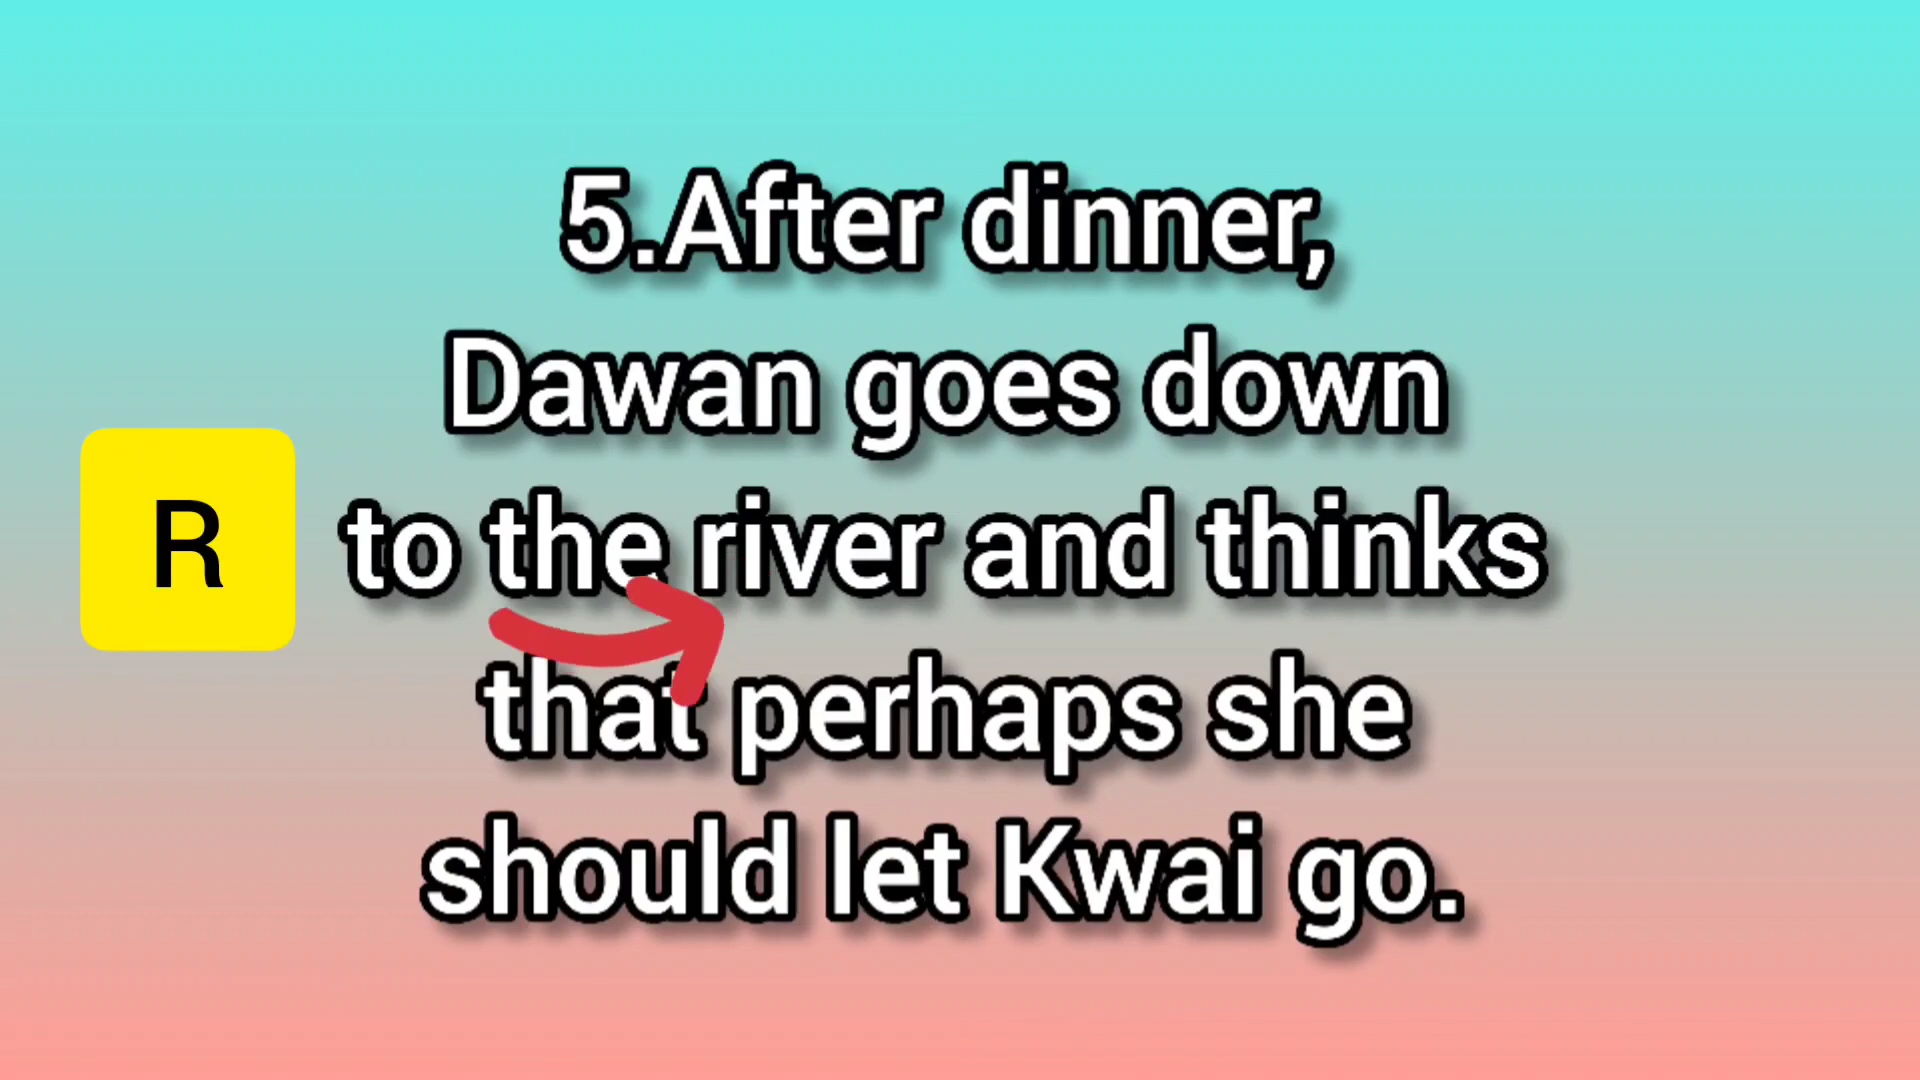 5.After dinner,
Dawan goes down
R
to the river and thinks
that perhaps she
should let Kwai go.